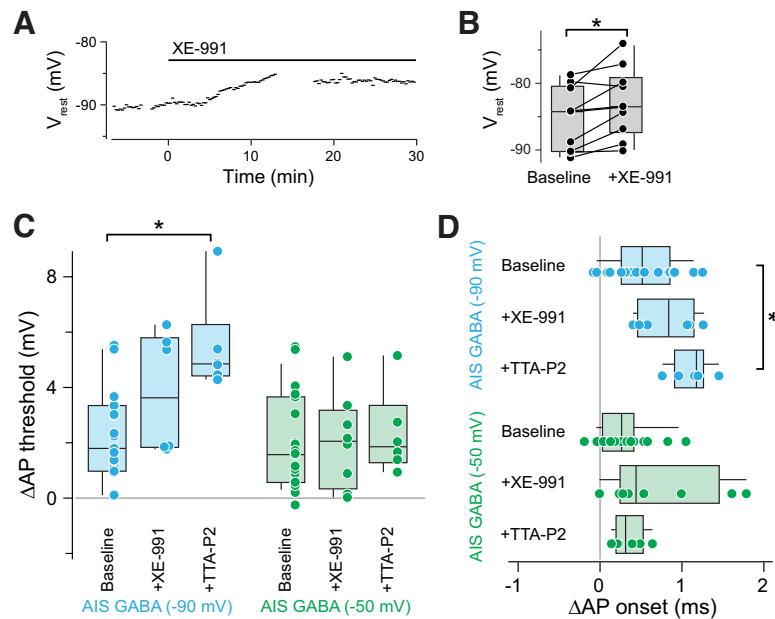 A
XE-991
-80
-90
V_rest (mV)
0
10
20
30
Time (min)
B
*
-80
-90
V_rest (mV)
Baseline
+XE-991
C
*
8
4
0
ΔAP threshold (mV)
Baseline
+XE-991
+TTA-P2
Baseline
+XE-991
+TTA-P2
AIS GABA (-90 mV)
AIS GABA (-50 mV)
D
AIS GABA (-90 mV)
Baseline
+XE-991
+TTA-P2
*
AIS GABA (-50 mV)
Baseline
+XE-991
+TTA-P2
-1
0
1
2
ΔAP onset (ms)